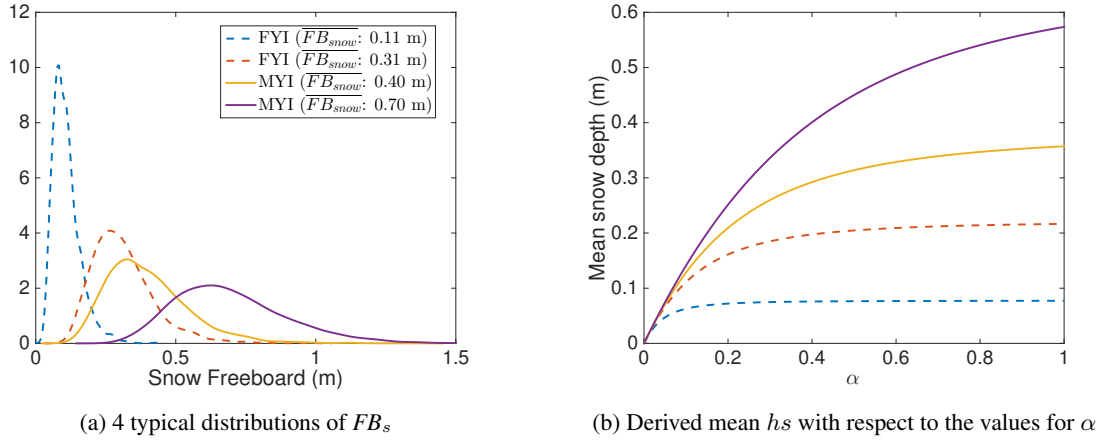 12
10
8
6
4
2
0
FYI (FB_snow: 0.11 m)
FYI (FB_snow: 0.31 m)
MYI (FB_snow: 0.40 m)
MYI (FB_snow: 0.70 m)
0 0.5 1 1.5
Snow Freeboard (m)
(a) 4 typical distributions of FB_s
Mean snow depth (m)
0.6
0.5
0.4
0.3
0.2
0.1
0
0 0.2 0.4 0.6 0.8 1
α
(b) Derived mean hs with respect to the values for α